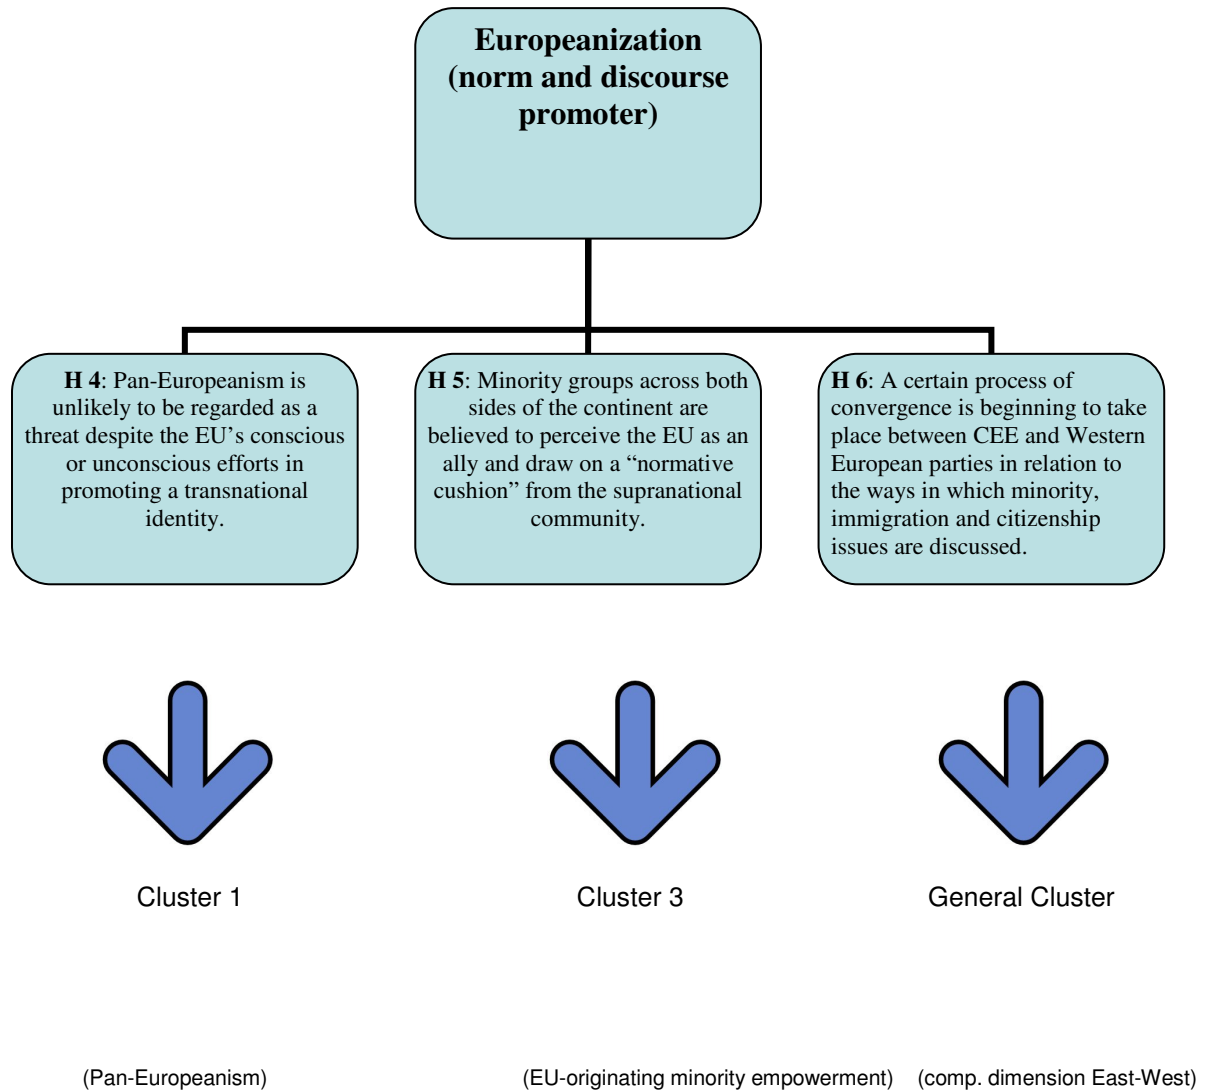 Europeanization
(norm and discourse
promoter)
H 4: Pan-Europeanism is
unlikely to be regarded as a
threat despite the EU’s conscious
or unconscious efforts in
promoting a transnational
identity.
H 5: Minority groups across both
sides of the continent are
believed to perceive the EU as an
ally and draw on a “normative
cushion” from the supranational
community.
H 6: A certain process of
convergence is beginning to take
place between CEE and Western
European parties in relation to
the ways in which minority,
immigration and citizenship
issues are discussed.
Cluster 1
Cluster 3
General Cluster
(Pan-Europeanism)
(EU-originating minority empowerment)
(comp. dimension East-West)